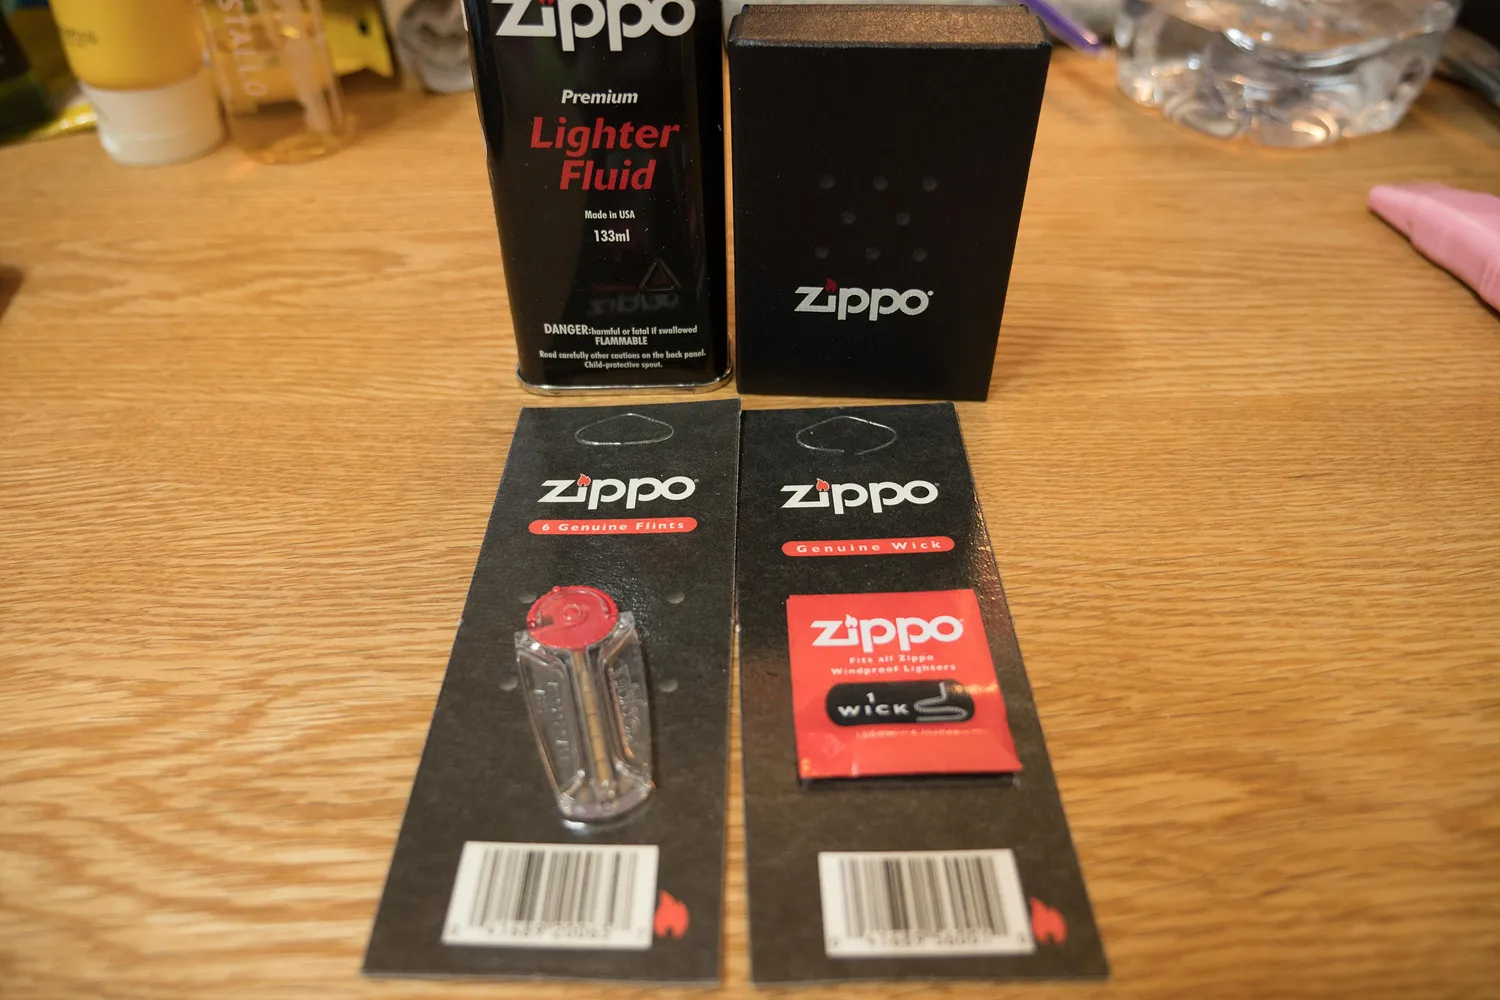 zippo
Premium
Lighter
Fluid
Made in USA
133ml
DANGER:harmful or fatal if swallowed
FLAMMABLE
Read carefully other cautions on the back panel.
Child-protective spout.
zippo
zippo
6 Genuine Flints
zippo
Genuine Wick
zippo
Fits all Zippo
Windproof Lighters
1
WICK